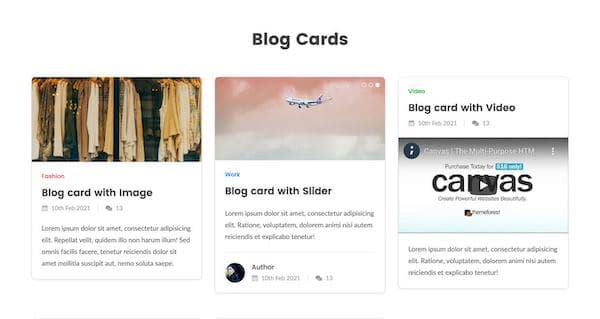 Blog Cards
Fashion
Blog card with Image
10th Feb 2021
13
Lorem ipsum dolor sit amet, consectetur adipisicing
elit. Repellat velit, quidem illo non harum illum! Sed
omnis facilis facere, tenetur reiciendis dolor sit
amet mollitia suscipit aut, nemo soluta saepe.
Work
Blog card with Slider
Lorem ipsum dolor sit amet, consectetur adipisicing
elit. Ratione, voluptatem, dolorem animi nisi autem
reiciendis et explicabo tenetur!
Author
10th Feb 2021
13
Video
Blog card with Video
10th Feb 2021
13
Canvas | The Multi-Purpose HTM
Purchase Today for $16 only!
canvas
Create Powerful Websites Beautifully.
themeforest
Lorem ipsum dolor sit amet, consectetur adipisicing
elit. Ratione, voluptatem, dolorem animi nisi autem
reiciendis et explicabo tenetur!